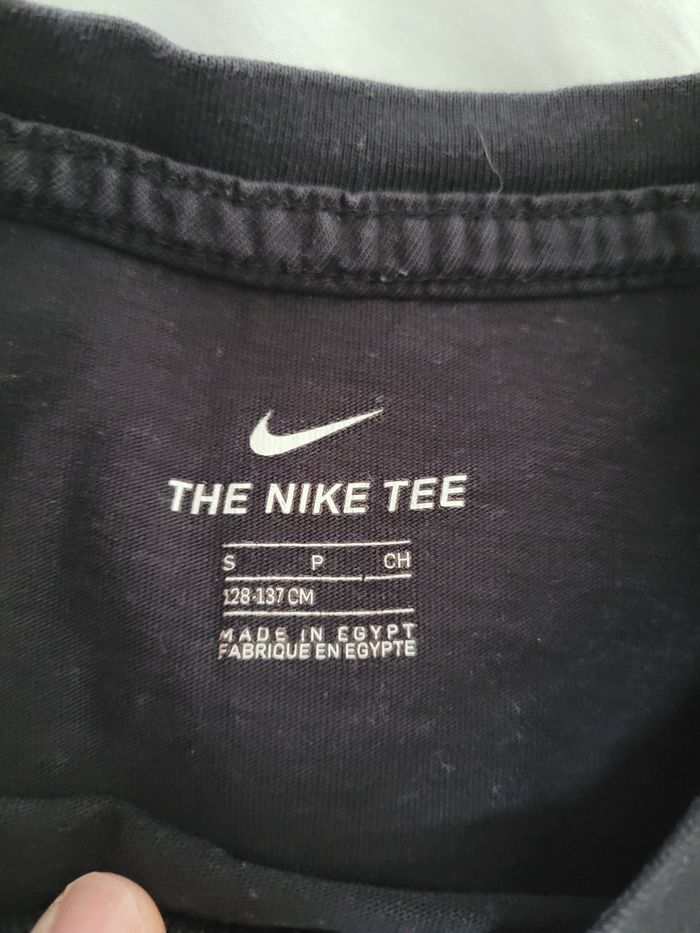 THE NIKE TEE
S P CH
128-137 CM
MADE IN EGYPT
FABRIQUE EN EGYPTE